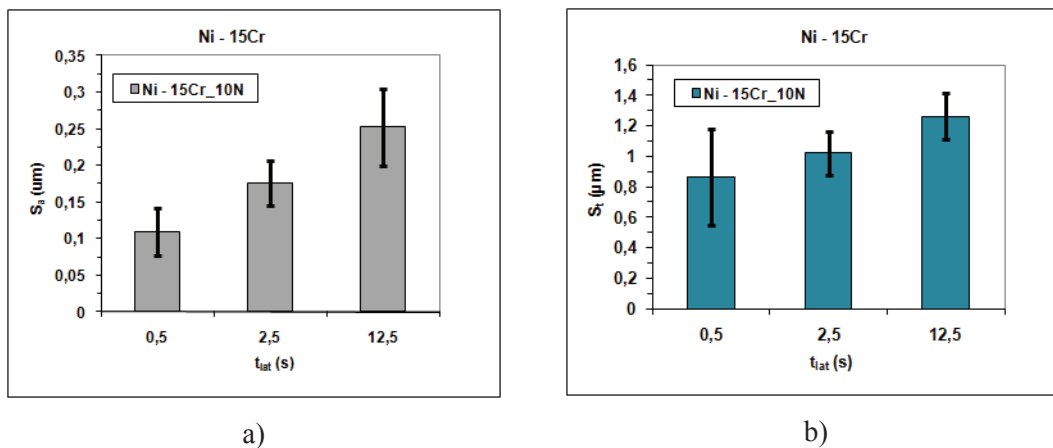 Ni - 15Cr
0,35
0,3
0,25
0,2
0,15
0,1
0,05
0
Sa (um)
Ni - 15Cr_10N
0,5 2,5 12,5
tlat (s)
a)
Ni - 15Cr
1,6
1,4
1,2
1
0,8
0,6
0,4
0,2
0
St (µm)
Ni - 15Cr_10N
0,5 2,5 12,5
tlat (s)
b)